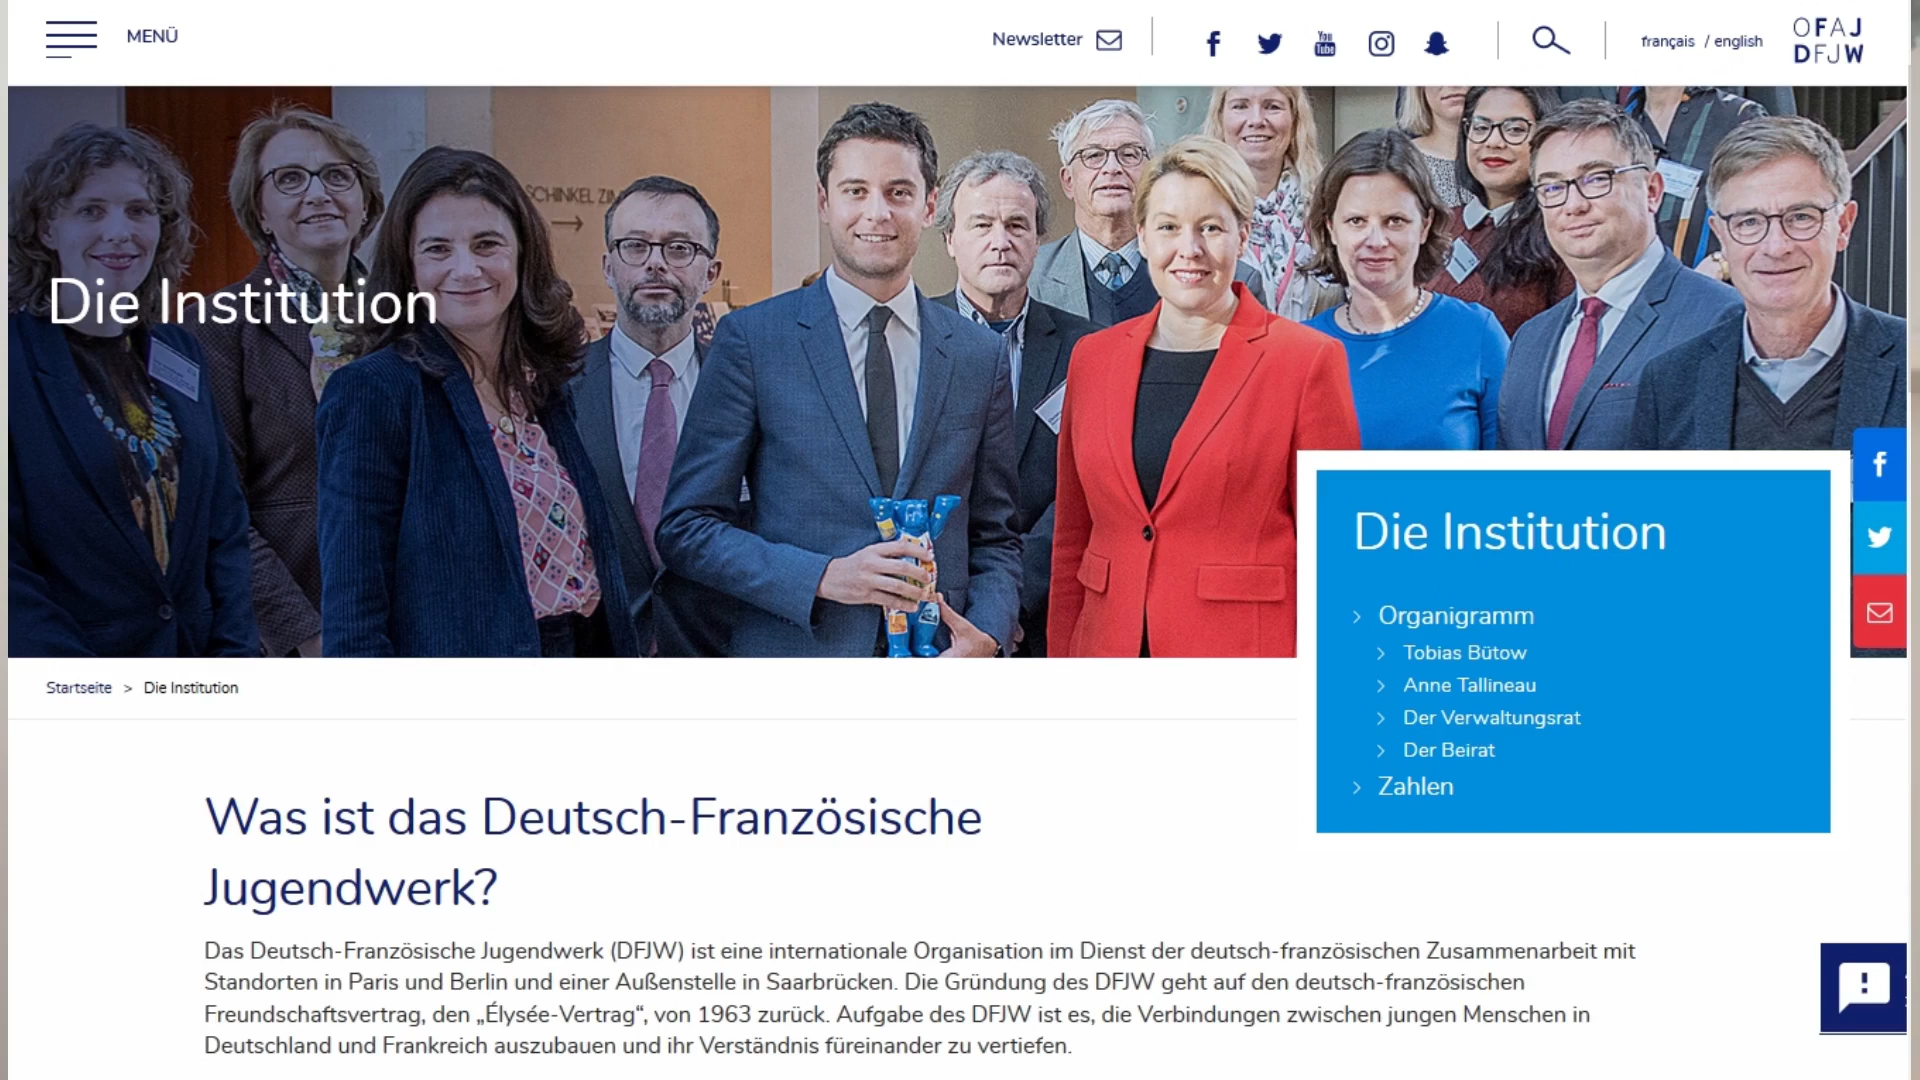 MENÜ
Newsletter
You
Tube
français / english
OFAJ
DFJW
SCHINKEL
Die Institution
Die Institution
Organigramm
Tobias Bütow
Anne Tallineau
Der Verwaltungsrat
Der Beirat
Zahlen
Startseite > Die Institution
Was ist das Deutsch-Französische
Jugendwerk?
Das Deutsch-Französische Jugendwerk (DFJW) ist eine internationale Organisation im Dienst der deutsch-französischen Zusammenarbeit mit
Standorten in Paris und Berlin und einer Außenstelle in Saarbrücken. Die Gründung des DFJW geht auf den deutsch-französischen
Freundschaftsvertrag, den „Élysée-Vertrag“, von 1963 zurück. Aufgabe des DFJW ist es, die Verbindungen zwischen jungen Menschen in
Deutschland und Frankreich auszubauen und ihr Verständnis füreinander zu vertiefen.